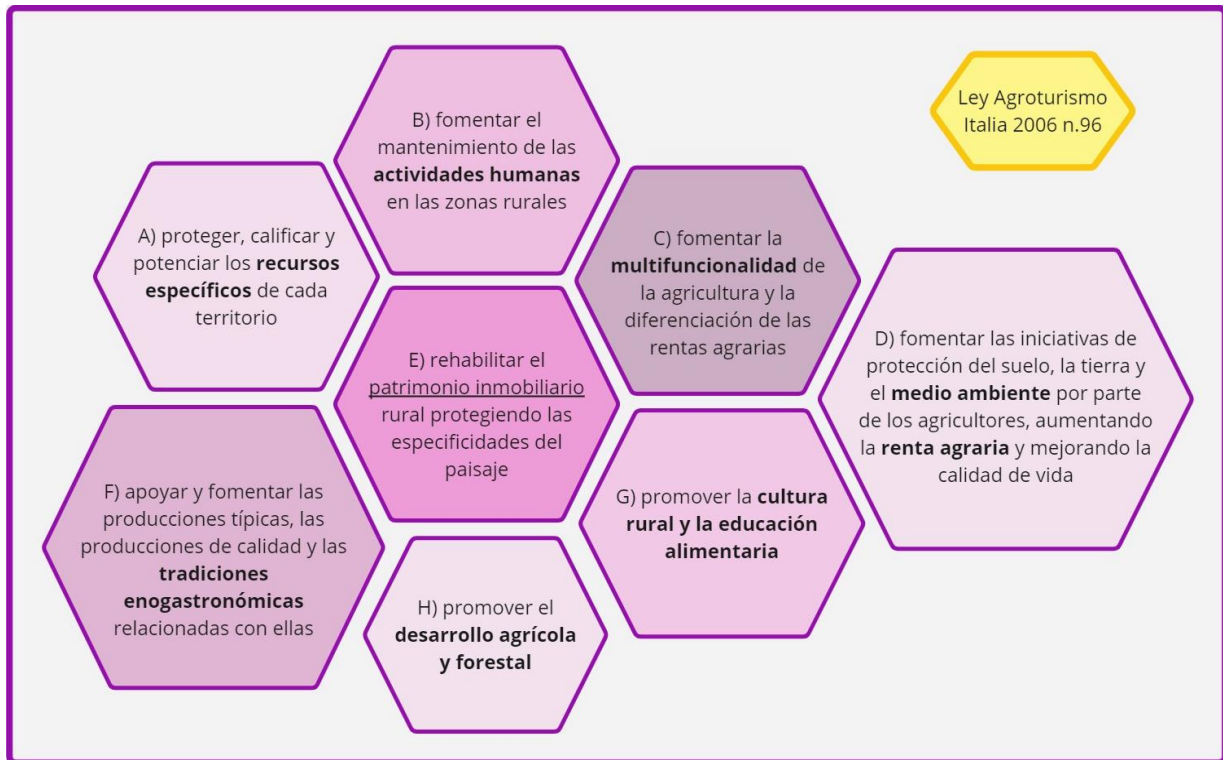 Ley Agroturismo
Italia 2006 n.96
A) proteger, calificar y
potenciar los recursos
específicos de cada
territorio
B) fomentar el
mantenimiento de las
actividades humanas
en las zonas rurales
C) fomentar la
multifuncionalidad de
la agricultura y la
diferenciación de las
rentas agrarias
D) fomentar las iniciativas de
protección del suelo, la tierra y
el medio ambiente por parte
de los agricultores, aumentando
la renta agraria y mejorando la
calidad de vida
E) rehabilitar el
patrimonio inmobiliario
rural protegiendo las
especificidades del
paisaje
F) apoyar y fomentar las
producciones típicas, las
producciones de calidad y las
tradiciones
enogastronómicas
relacionadas con ellas
G) promover la cultura
rural y la educación
alimentaria
H) promover el
desarrollo agrícola
y forestal